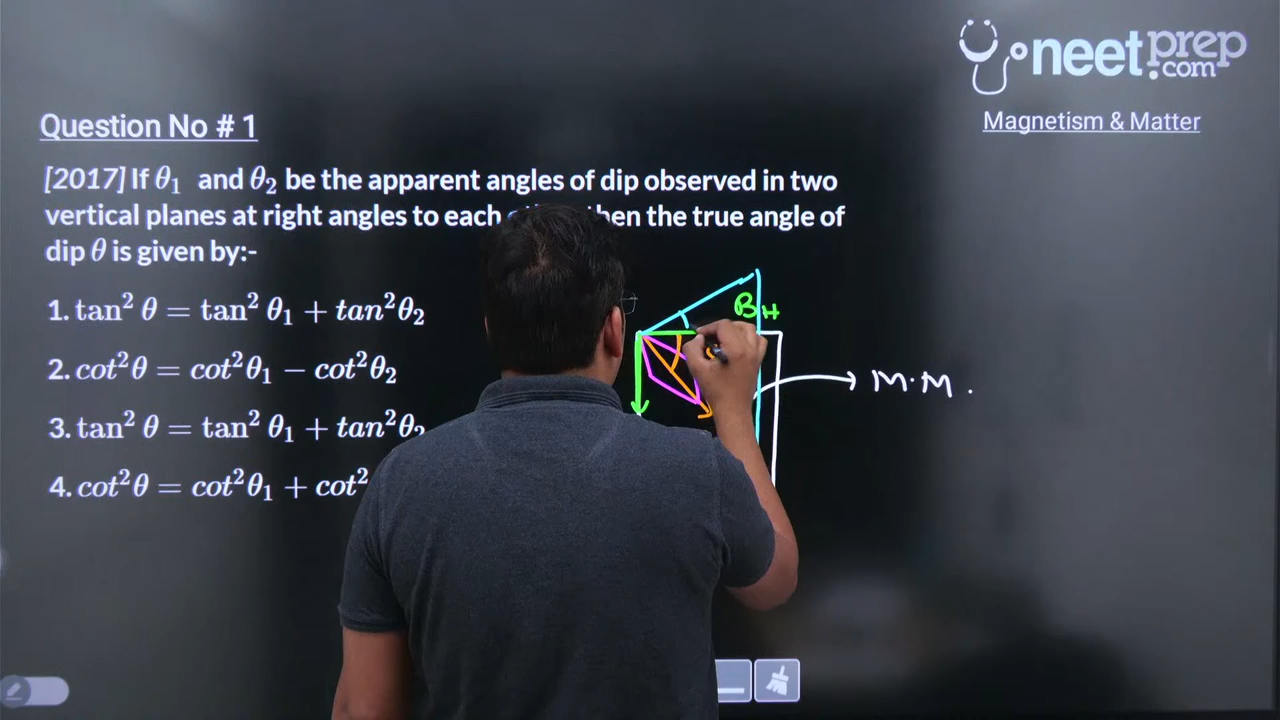 neetprep
.com
Magnetism & Matter
Question No # 1
[2017] If θ₁ and θ₂ be the apparent angles of dip observed in two
vertical planes at right angles to each then the true angle of
dip θ is given by:-
1. tan² θ = tan² θ₁ + tan²θ₂
2. cot²θ = cot²θ₁ − cot²θ₂
3. tan² θ = tan² θ₁ + tan²θ₂
4. cot²θ = cot²θ₁ + cot²
B_H
M.M.